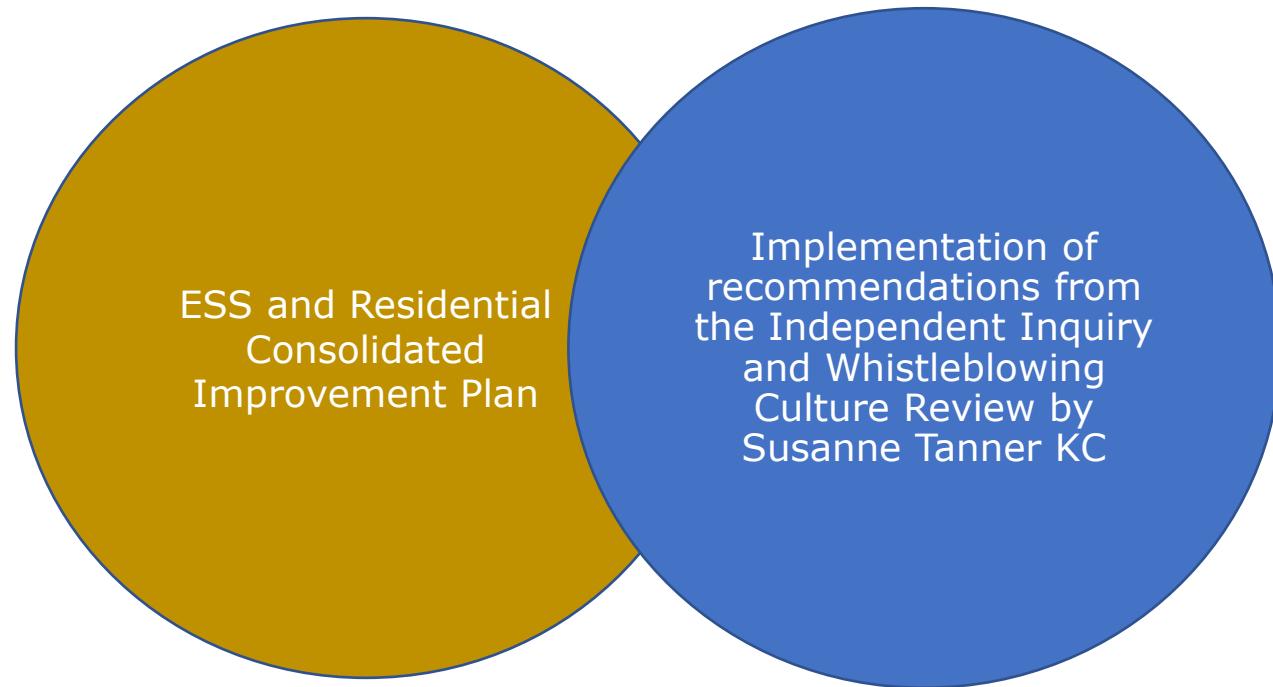 ESS and Residential
Consolidated
Improvement Plan
Implementation of
recommendations from
the Independent Inquiry
and Whistleblowing
Culture Review by
Susanne Tanner KC